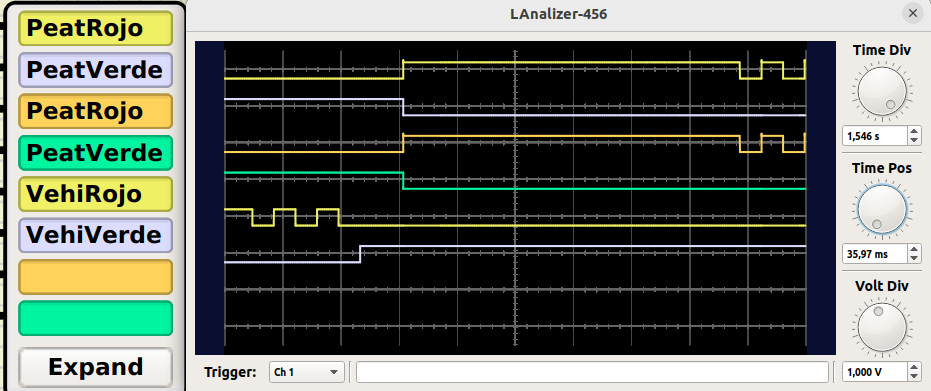 PeatRojo
PeatVerde
PeatRojo
PeatVerde
VehiRojo
VehiVerde
Expand
LAnalizer-456
Time Div
1,546 s
Time Pos
35,97 ms
Volt Div
1,000 V
Trigger:
Ch 1